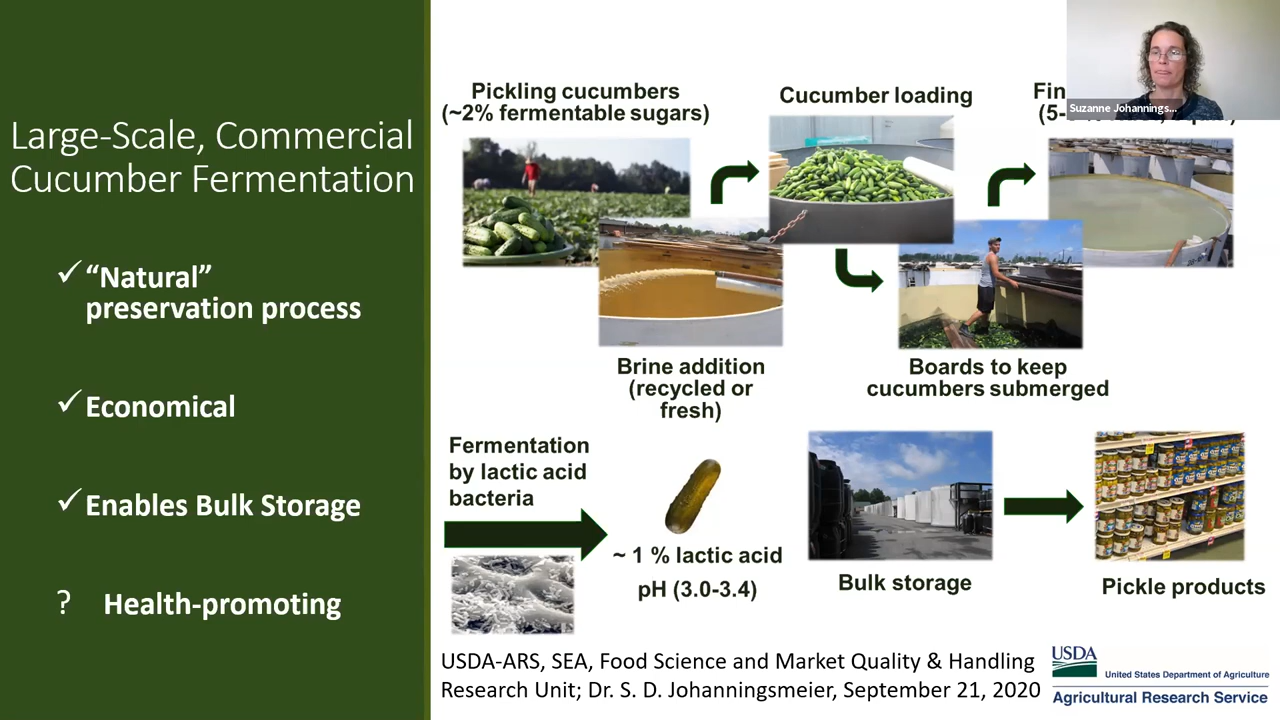 Large-Scale, Commercial
Cucumber Fermentation
✓ “Natural”
preservation process
✓ Economical
✓ Enables Bulk Storage
? Health-promoting
Pickling cucumbers
(~2% fermentable sugars)
Cucumber loading
Suzanne Johannings...
Brine addition
(recycled or
fresh)
Boards to keep
cucumbers submerged
Fermentation
by lactic acid
bacteria
~ 1 % lactic acid
pH (3.0-3.4)
Bulk storage
Pickle products
USDA-ARS, SEA, Food Science and Market Quality & Handling
Research Unit; Dr. S. D. Johanningsmeier, September 21, 2020
USDA
United States Department of Agriculture
Agricultural Research Service